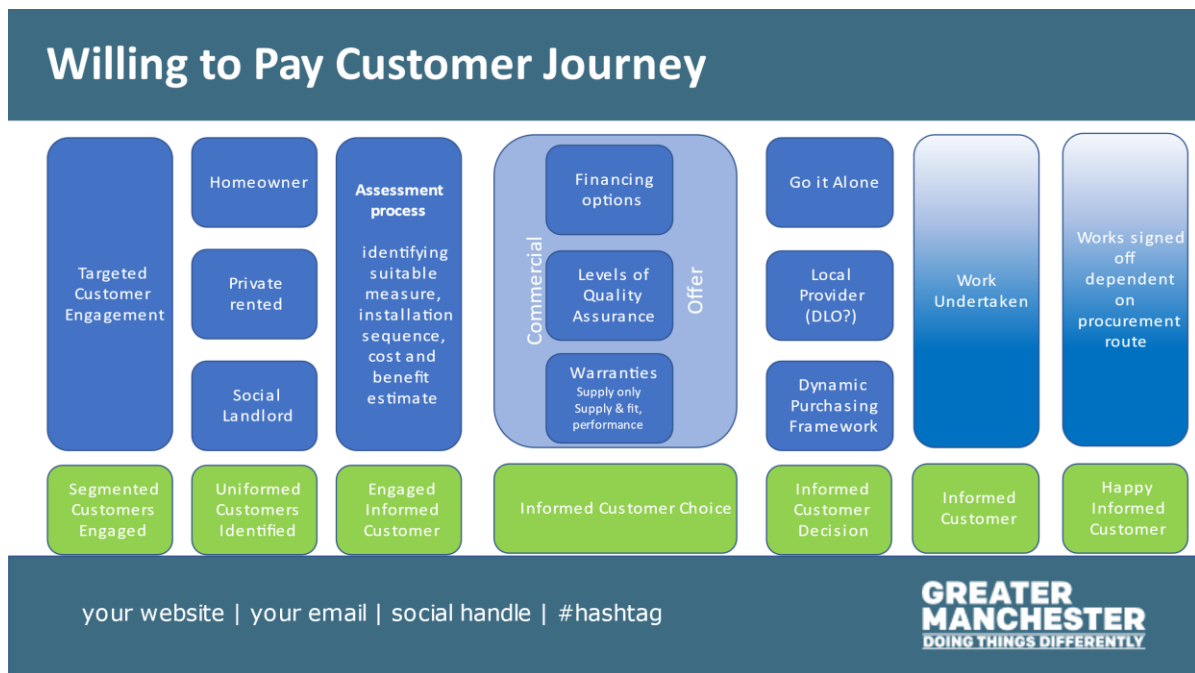 Willing to Pay Customer Journey
Targeted
Customer
Engagement
Homeowner
Private
rented
Social
Landlord
Assessment
process
identifying
suitable
measure,
installation
sequence,
cost and
benefit
estimate
Commercial
Financing
options
Levels of
Quality
Assurance
Warranties
Supply only
Supply & fit,
performance
Offer
Go it Alone
Local
Provider
(DLO?)
Dynamic
Purchasing
Framework
Work
Undertaken
Works signed
off
dependent
on
procurement
route
Segmented
Customers
Engaged
Uniformed
Customers
Identified
Engaged
Informed
Customer
Informed Customer Choice
Informed
Customer
Decision
Informed
Customer
Happy
Informed
Customer
your website | your email | social handle | #hashtag
GREATER
MANCHESTER
DOING THINGS DIFFERENTLY